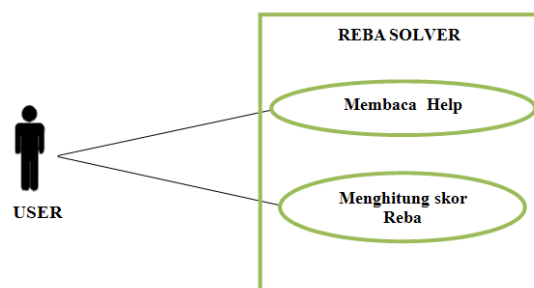 REBA SOLVER
Membaca Help
Menghitung skor
Reba
USER